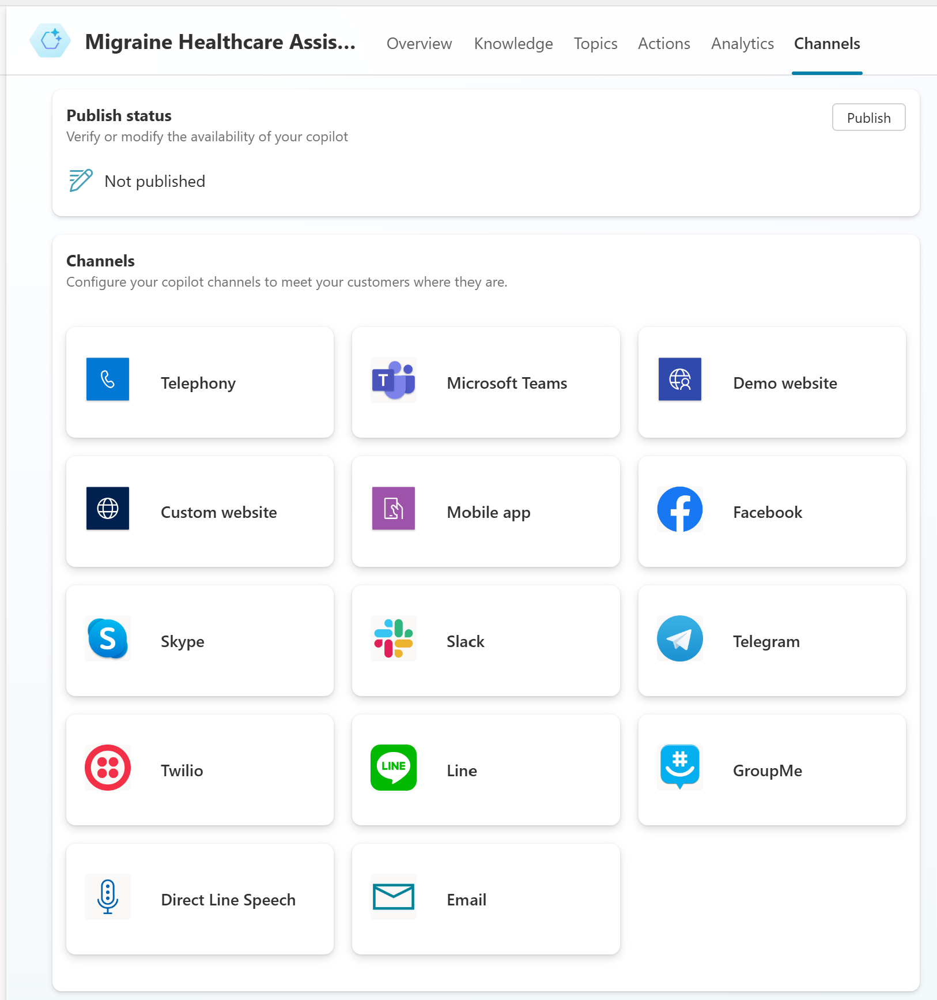 Migraine Healthcare Assis... Overview Knowledge Topics Actions Analytics Channels
Publish status
Publish
Verify or modify the availability of your copilot
Not published
Channels
Configure your copilot channels to meet your customers where they are.
Telephony
T
Microsoft Teams
Demo website
Custom website
Mobile app
f
Facebook
S
Skype
Slack
Telegram
Twilio
LINE
Line
#
GroupMe
Direct Line Speech
Email